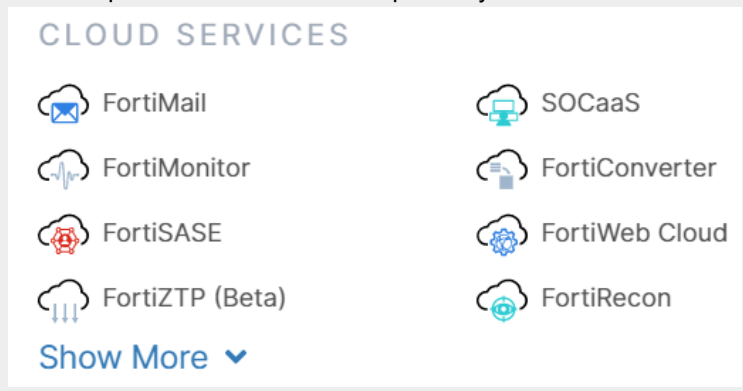 CLOUD SERVICES
FortiMail
SOCaaS
FortiMonitor
FortiConverter
FortiSASE
FortiWeb Cloud
FortiZTP (Beta)
FortiRecon
Show More